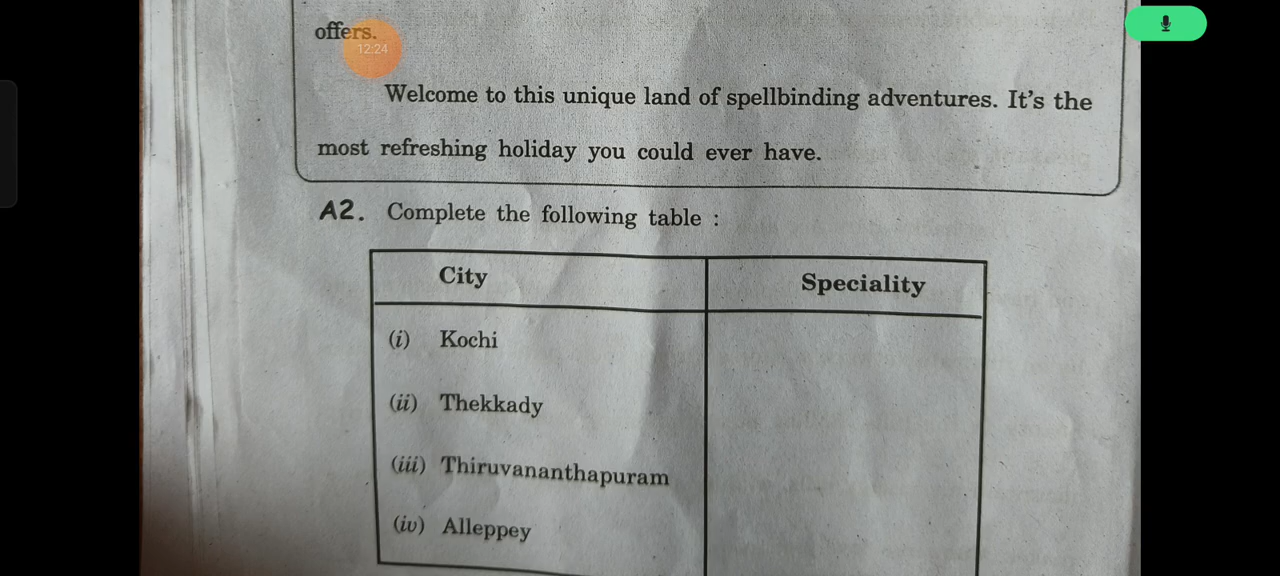 offers.
12:24
Welcome to this unique land of spellbinding adventures. It's the
most refreshing holiday you could ever have.
A2. Complete the following table :
City Speciality
(i) Kochi
(ii) Thekkady
(iii) Thiruvananthapuram
(iv) Alleppey